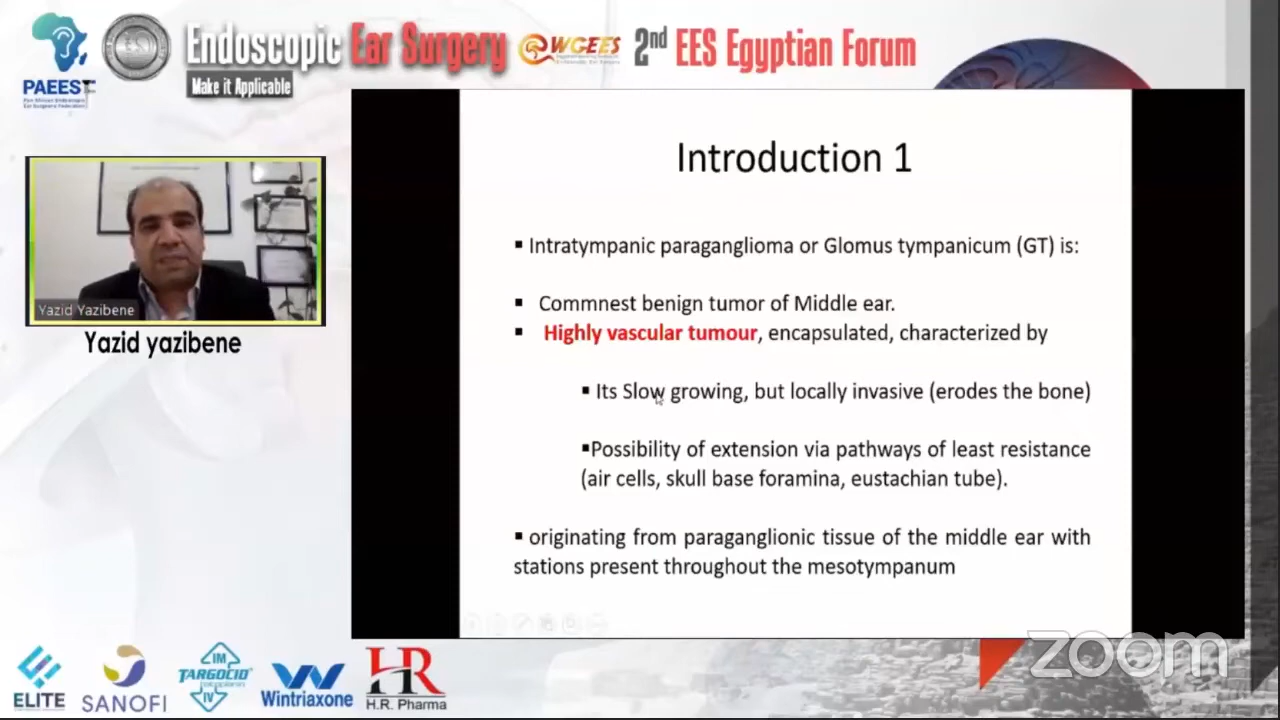 PAEEST
Endoscopic Ear Surgery
Make it Applicable
WGEES
2nd EES Egyptian Forum
Introduction 1
▪ Intratympanic paraganglioma or Glomus tympanicum (GT) is:
▪ Commnest benign tumor of Middle ear.
▪ Highly vascular tumour, encapsulated, characterized by
▪ Its Slow growing, but locally invasive (erodes the bone)
▪Possibility of extension via pathways of least resistance
(air cells, skull base foramina, eustachian tube).
▪ originating from paraganglionic tissue of the middle ear with
stations present throughout the mesotympanum
Yazid Yazibene
Yazid yazibene
ELITE
SANOFI
IM
TARGOCID
IV
Wintriaxone
HR
H.R. Pharma
zoom